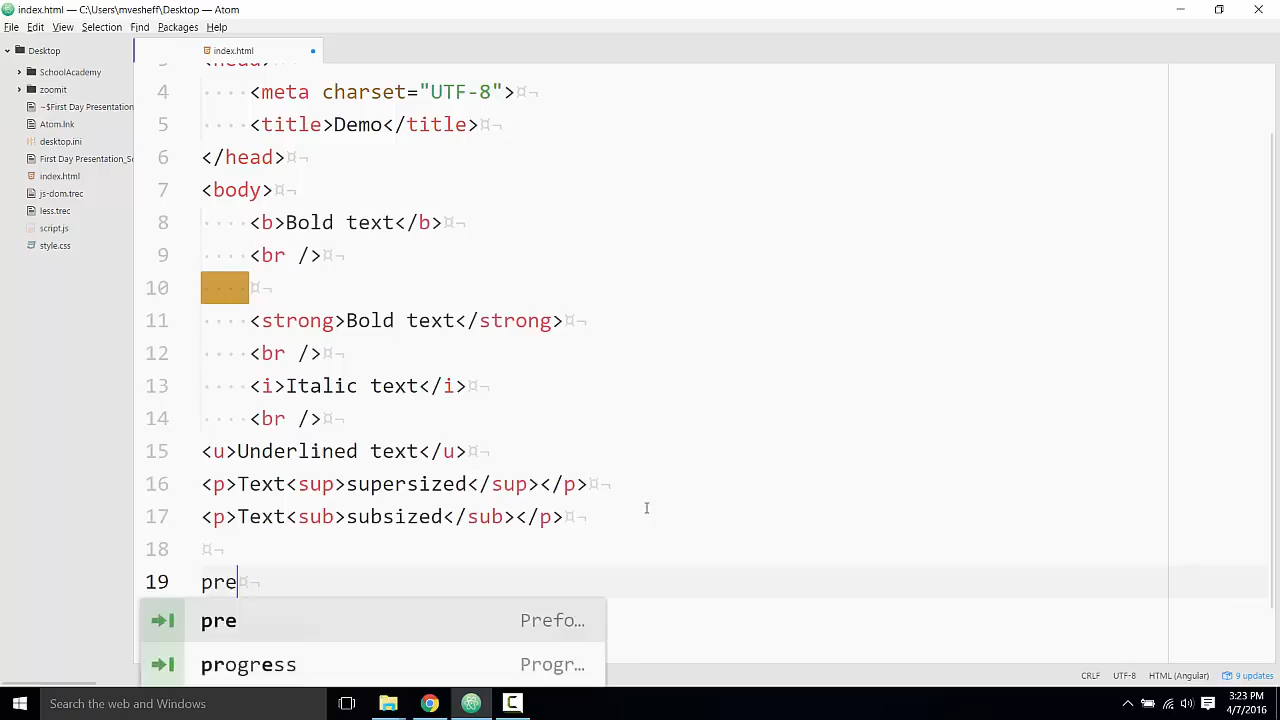 index.html — C:\Users\mvesheff\Desktop — Atom
File Edit View Selection Find Packages Help
Desktop
index.html
SchoolAcademy
zoomit
~$First Day Presentation
Atom.lnk
desktop.ini
First Day Presentation_Se
index.html
js-dom.trec
less.trec
script.js
style.css
<head>
4 <meta charset="UTF-8">
5 <title>Demo</title>
6 </head>
7 <body>
8 <b>Bold text</b>
9 <br />
10
11 <strong>Bold text</strong>
12 <br />
13 <i>Italic text</i>
14 <br />
15 <u>Underlined text</u>
16 <p>Text<sup>supersized</sup></p>
17 <p>Text<sub>subsized</sub></p>
18
19 pre
pre Prefo…
progress Progr…
CRLF UTF-8 HTML (Angular) 9 updates
Search the web and Windows
3:23 PM
4/7/2016